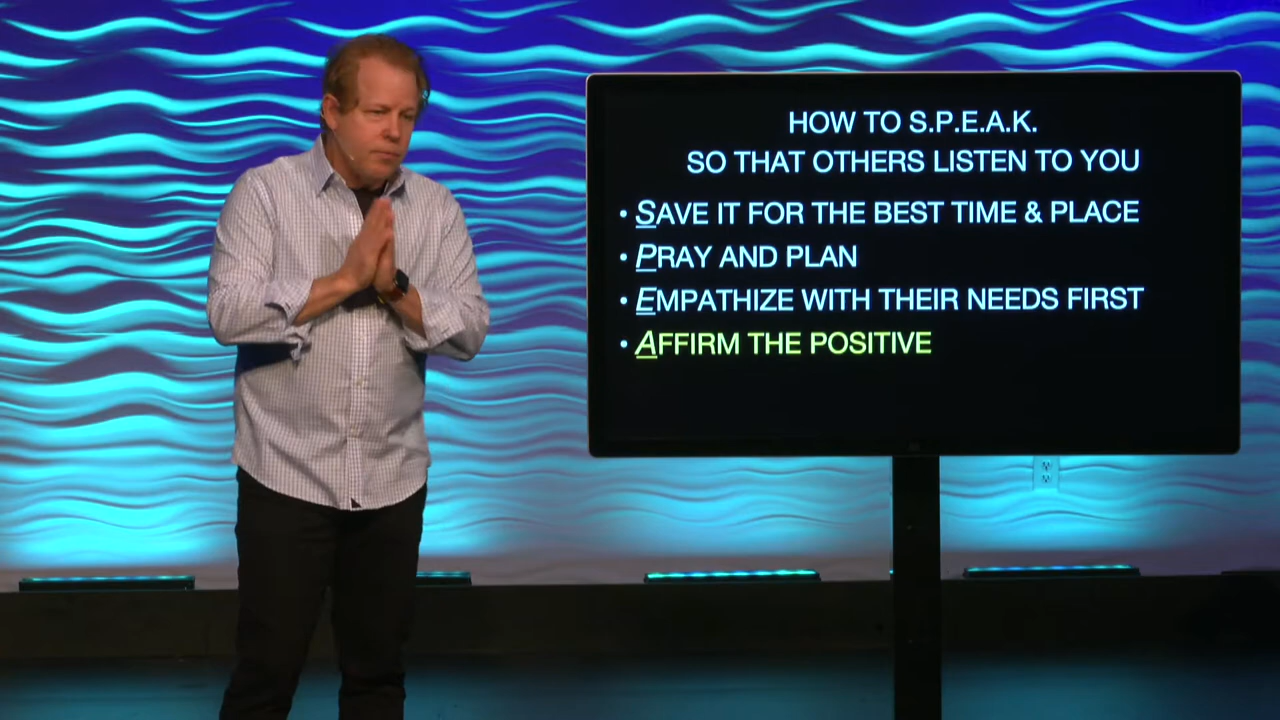 HOW TO S.P.E.A.K.
SO THAT OTHERS LISTEN TO YOU
• SAVE IT FOR THE BEST TIME & PLACE
• PRAY AND PLAN
• EMPATHIZE WITH THEIR NEEDS FIRST
• AFFIRM THE POSITIVE